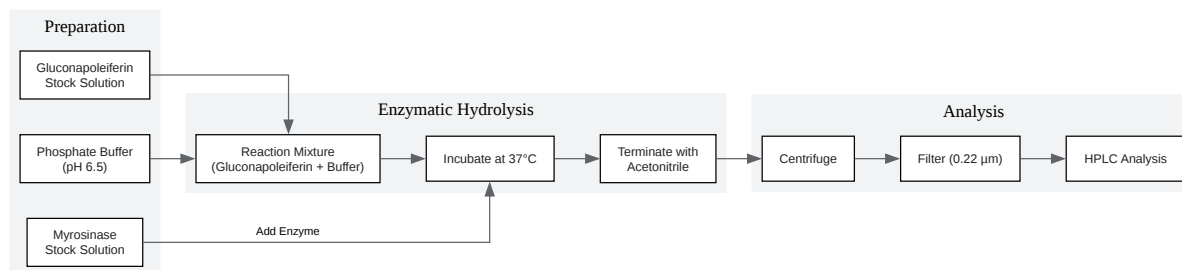 Preparation
Gluconapoleiferin
Stock Solution
Phosphate Buffer
(pH 6.5)
Myrosinase
Stock Solution
Add Enzyme
Enzymatic Hydrolysis
Reaction Mixture
(Gluconapoleiferin + Buffer)
Incubate at 37°C
Terminate with
Acetonitrile
Analysis
Centrifuge
Filter (0.22 µm)
HPLC Analysis